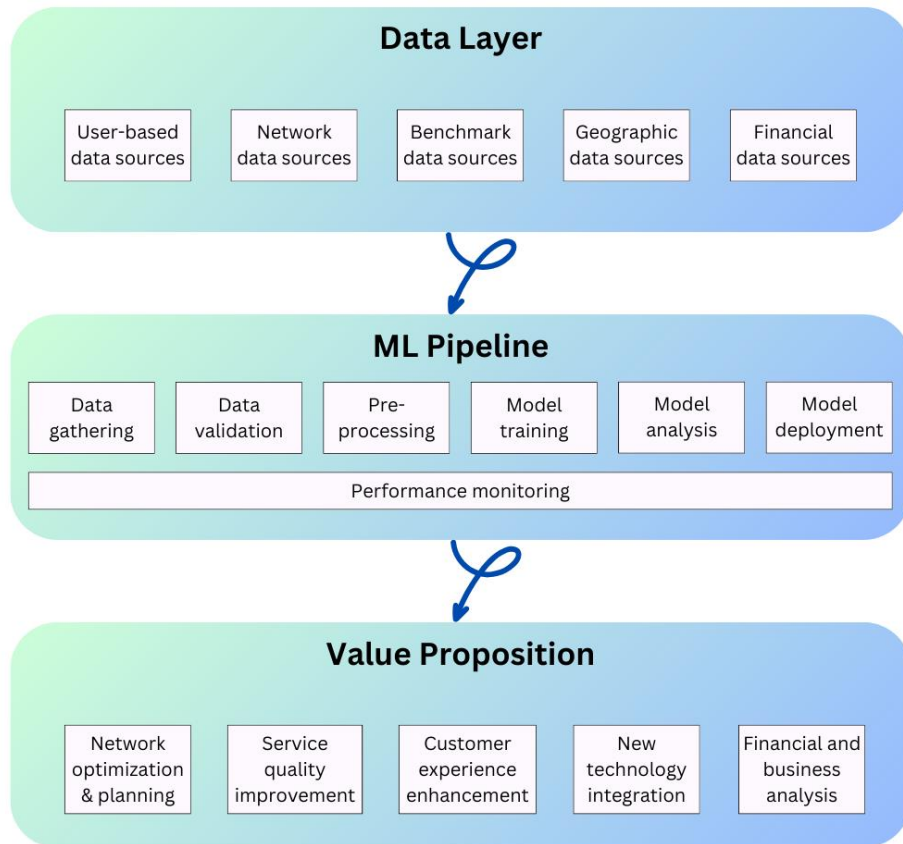 Data Layer
User-based
data sources
Network
data sources
Benchmark
data sources
Geographic
data sources
Financial
data sources
ML Pipeline
Data
gathering
Data
validation
Pre-
processing
Model
training
Model
analysis
Model
deployment
Performance monitoring
Value Proposition
Network
optimization
& planning
Service
quality
improvement
Customer
experience
enhancement
New
technology
integration
Financial and
business
analysis